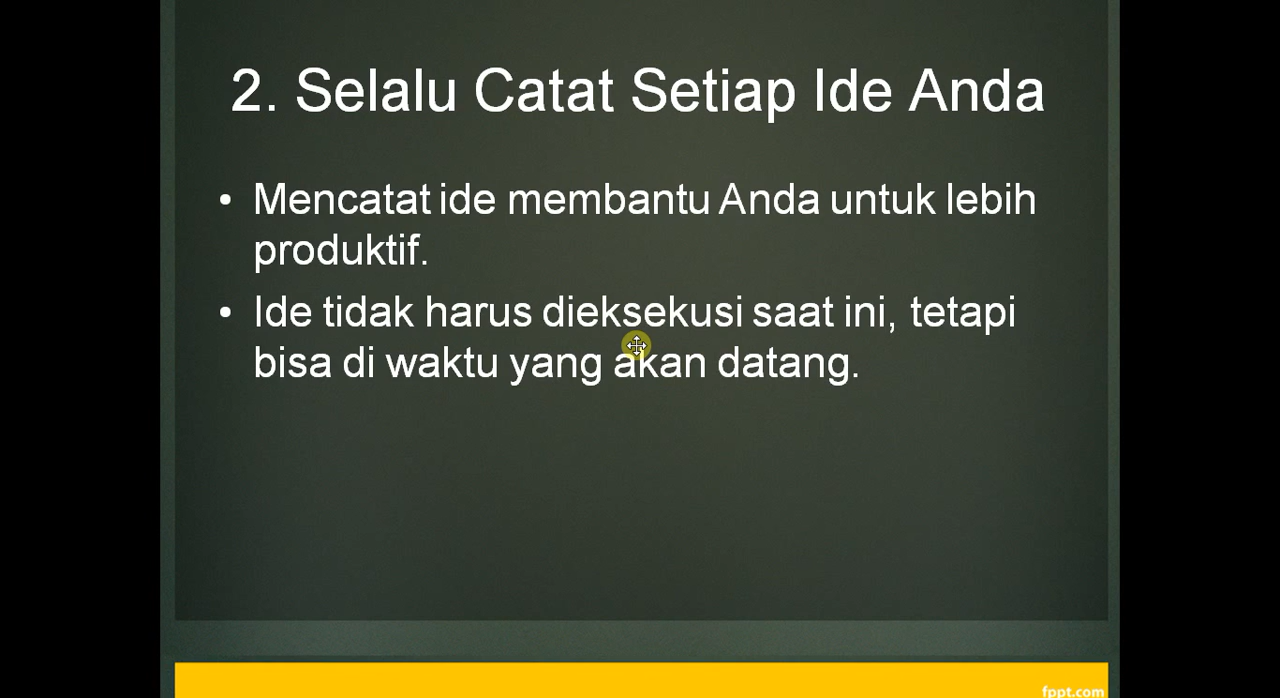 2. Selalu Catat Setiap Ide Anda
• Mencatat ide membantu Anda untuk lebih
produktif.
• Ide tidak harus dieksekusi saat ini, tetapi
bisa di waktu yang akan datang.
fppt.com